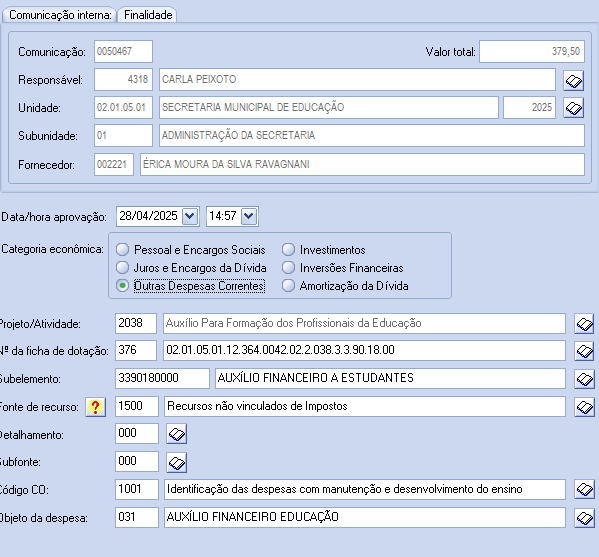 Comunicação interna: Finalidade
Comunicação: 0050467 Valor total: 379,50
Responsável: 4318 CARLA PEIXOTO
Unidade: 02.01.05.01 SECRETARIA MUNICIPAL DE EDUCAÇÃO 2025
Subunidade: 01 ADMINISTRAÇÃO DA SECRETARIA
Fornecedor: 002221 ÉRICA MOURA DA SILVA RAVAGNANI
Data/hora aprovação: 28/04/2025 14:57
Categoria econômica: Pessoal e Encargos Sociais Investimentos
Juros e Encargos da Dívida Inversões Financeiras
Outras Despesas Correntes Amortização da Dívida
Projeto/Atividade: 2038 Auxílio Para Formação dos Profissionais da Educação
Nº da ficha de dotação: 376 02.01.05.01.12.364.0042.02.2.038.3.3.90.18.00
Subelemento: 3390180000 AUXÍLIO FINANCEIRO A ESTUDANTES
Fonte de recurso: ? 1500 Recursos não vinculados de Impostos
Detalhamento: 000
Subfonte: 000
Código CO: 1001 Identificação das despesas com manutenção e desenvolvimento do ensino
Objeto da despesa: 031 AUXÍLIO FINANCEIRO EDUCAÇÃO